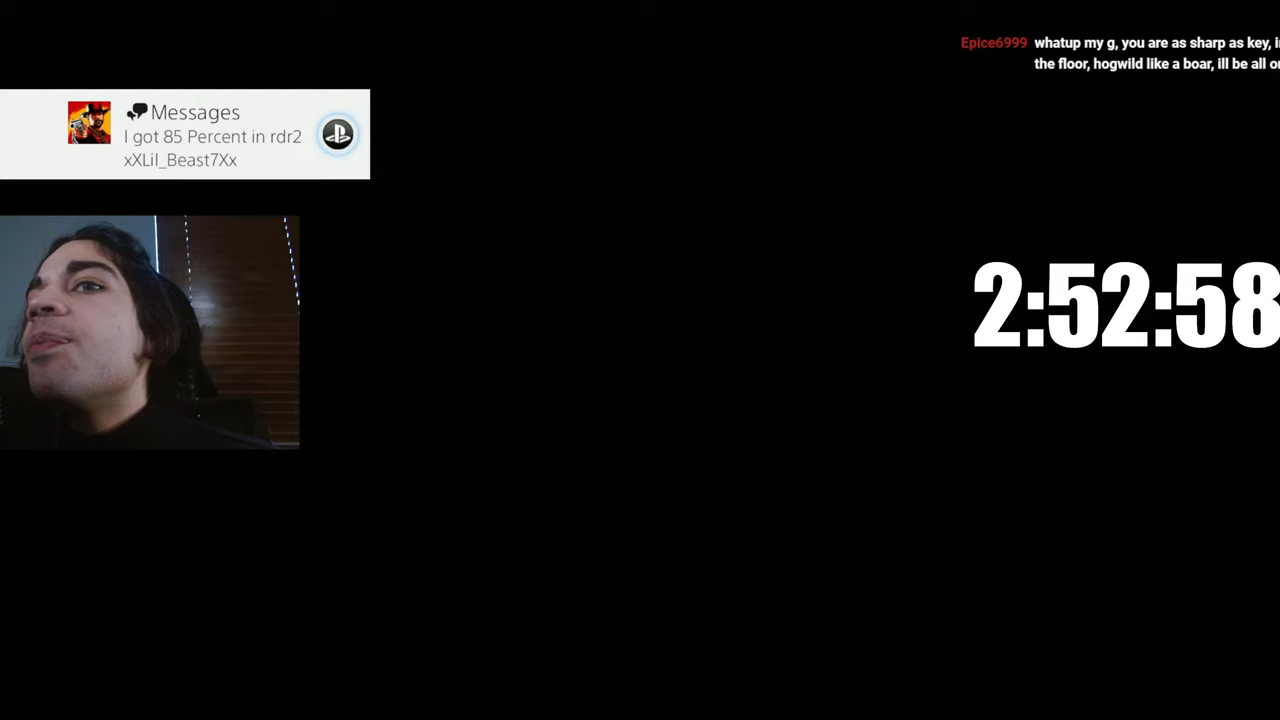 Epice6999 whatup my g, you are as sharp as key,
the floor, hogwild like a boar, ill be all
Messages
I got 85 Percent in rdr2
xXLil_Beast7Xx
2:52:58